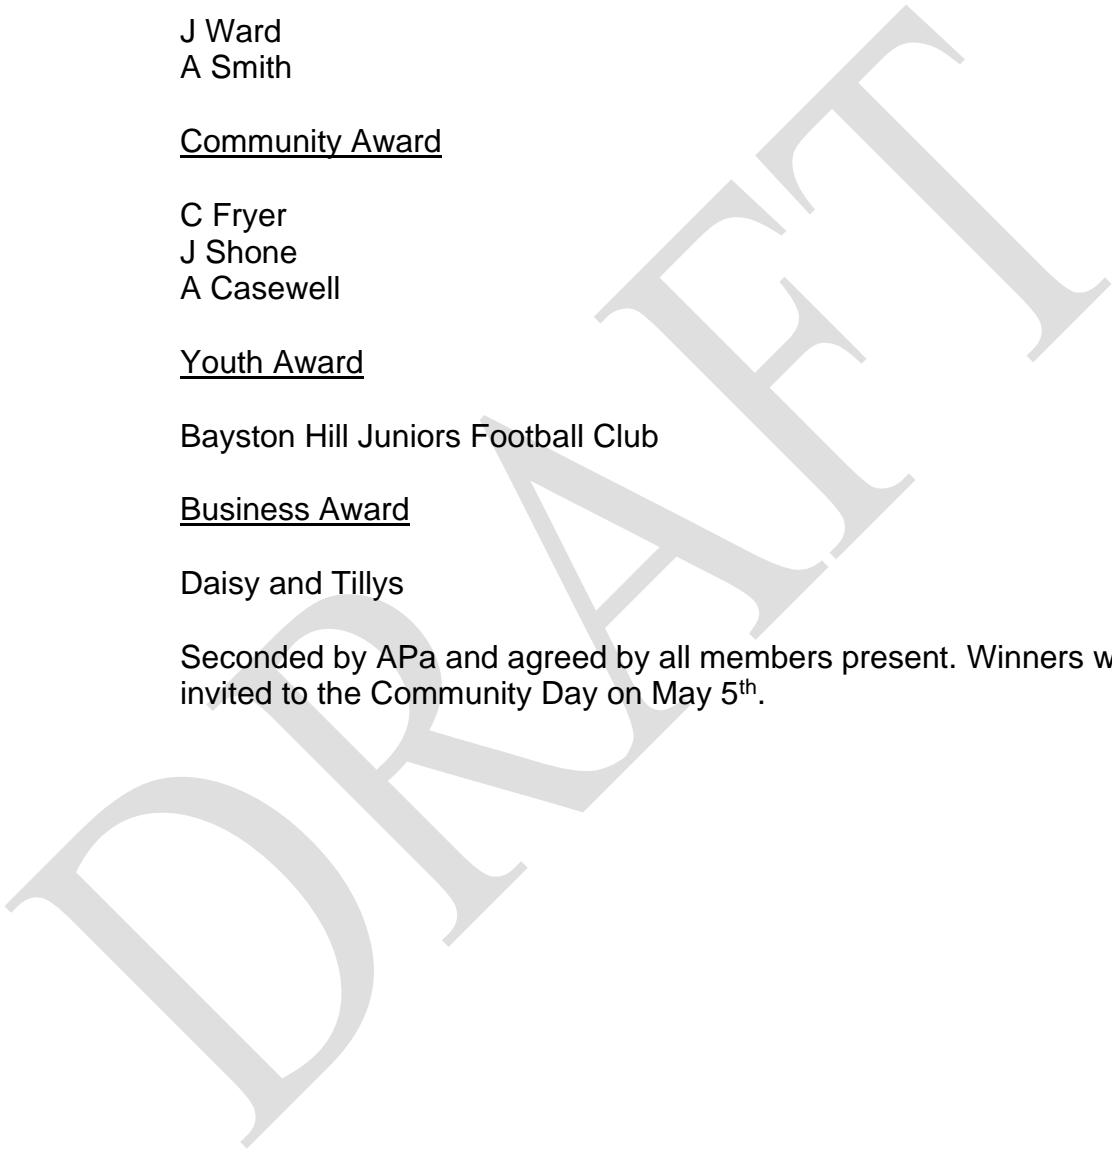 J Ward
A Smith
Community Award
C Fryer
J Shone
A Casewell
Youth Award
Bayston Hill Juniors Football Club
Business Award
Daisy and Tillys
Seconded by APa and agreed by all members present. Winners
invited to the Community Day on May 5th.
DRAFT